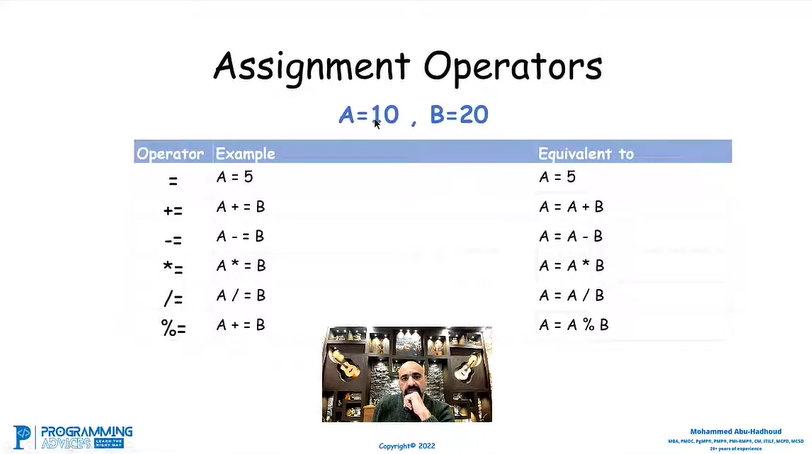 Assignment Operators
A=10 , B=20
Operator Example Equivalent to
= A = 5 A = 5
+= A + = B A = A + B
-= A - = B A = A - B
*= A * = B A = A * B
/= A / = B A = A / B
%= A + = B A = A % B
PROGRAMMING
ADVICES LEARN THE RIGHT WAY
Copyright© 2022
Mohammed Abu-Hadhoud
MBA, PMOC, PgMP®, PMP®, PMI-RMP®, CM, ITILF, MCPD, MCSD
26+ years of experience